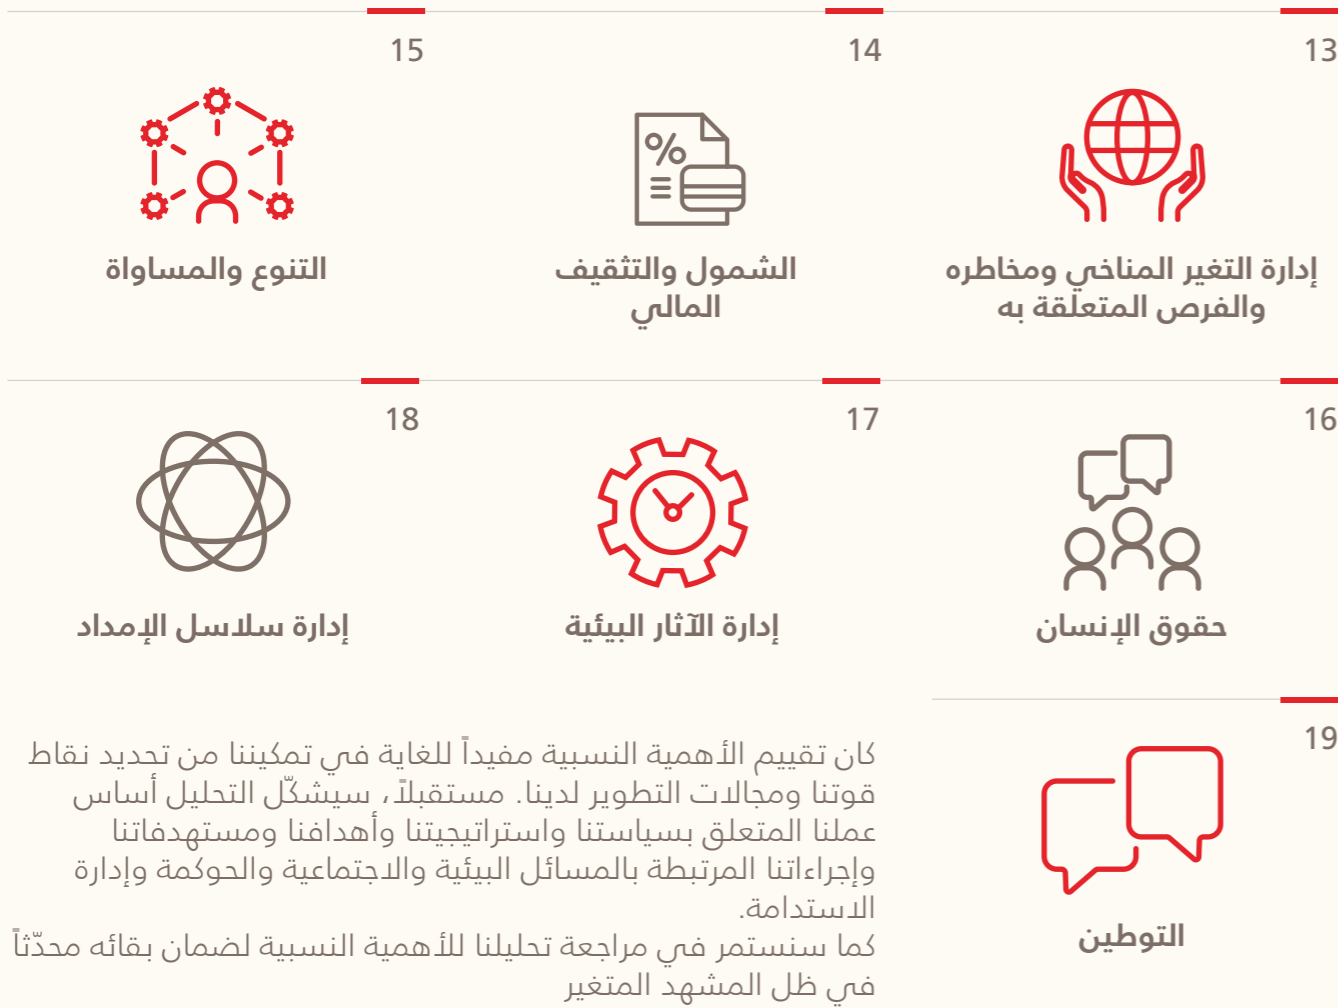 13
إدارة التغير المناخي ومخاطره
والفرص المتعلقة به
14
%
الشمول والتثقيف
المالي
15
التنوع والمساواة
16
حقوق الإنسان
17
إدارة الآثار البيئية
18
إدارة سلاسل الإمداد
19
التوطين
كان تقييم الأهمية النسبية مفيداً للغاية في تمكيننا من تحديد نقاط
قوتنا ومجالات التطوير لدينا. مستقبلاً، سيشكّل التحليل أساس
عملنا المتعلق بسياستنا واستراتيجيتنا وأهدافنا ومستهدفاتنا
وإجراءاتنا المرتبطة بالمسائل البيئية والاجتماعية والحوكمة وإدارة
الاستدامة.
كما سنستمر في مراجعة تحليلنا للأهمية النسبية لضمان بقائه محدّثاً
في ظل المشهد المتغير